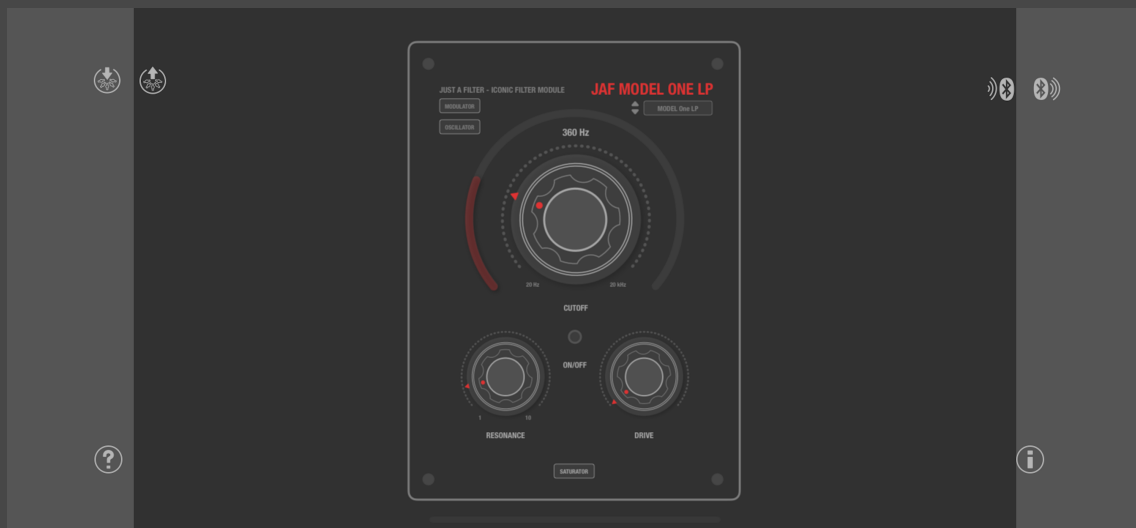 JUST A FILTER - ICONIC FILTER MODULE
JAF MODEL ONE LP
MODULATOR
MODEL One LP
OSCILLATOR
360 Hz
20 Hz
20 kHz
CUTOFF
ON/OFF
1
10
RESONANCE
DRIVE
SATURATOR